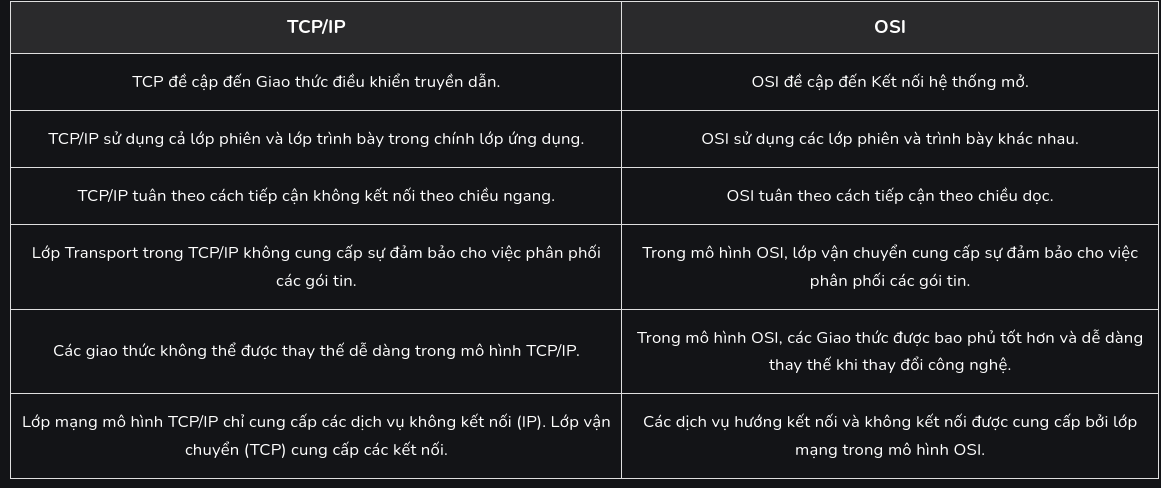 TCP/IP
OSI
TCP đề cập đến Giao thức điều khiển truyền dẫn.
OSI đề cập đến Kết nối hệ thống mở.
TCP/IP sử dụng cả lớp phiên và lớp trình bày trong chính lớp ứng dụng.
OSI sử dụng các lớp phiên và trình bày khác nhau.
TCP/IP tuân theo cách tiếp cận không kết nối theo chiều ngang.
OSI tuân theo cách tiếp cận theo chiều dọc.
Lớp Transport trong TCP/IP không cung cấp sự đảm bảo cho việc phân phối
các gói tin.
Trong mô hình OSI, lớp vận chuyển cung cấp sự đảm bảo cho việc
phân phối các gói tin.
Các giao thức không thể được thay thế dễ dàng trong mô hình TCP/IP.
Trong mô hình OSI, các Giao thức được bao phủ tốt hơn và dễ dàng
thay thế khi thay đổi công nghệ.
Lớp mạng mô hình TCP/IP chỉ cung cấp các dịch vụ không kết nối (IP). Lớp vận
chuyển (TCP) cung cấp các kết nối.
Các dịch vụ hướng kết nối và không kết nối được cung cấp bởi lớp
mạng trong mô hình OSI.